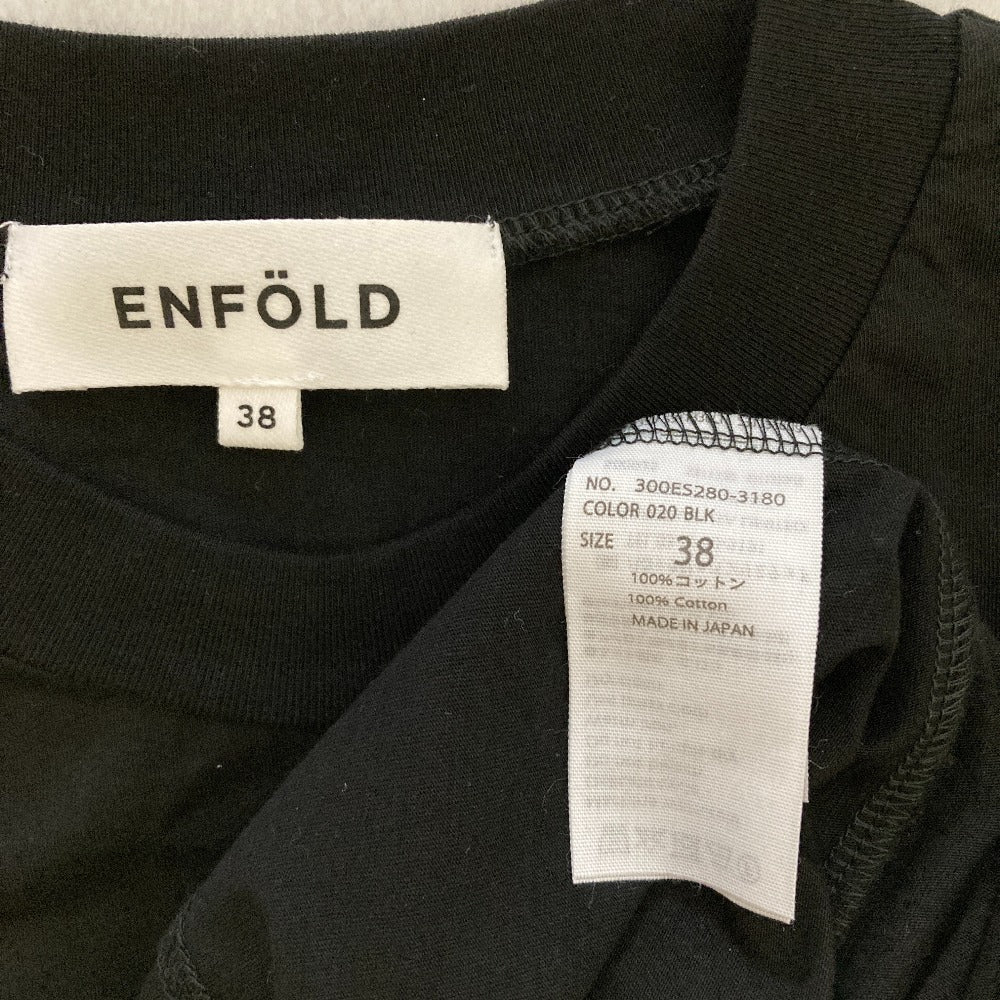 ENFÖLD
38
NO. 300ES280-3180
COLOR 020 BLK
SIZE 38
100%コットン
100% Cotton
MADE IN JAPAN